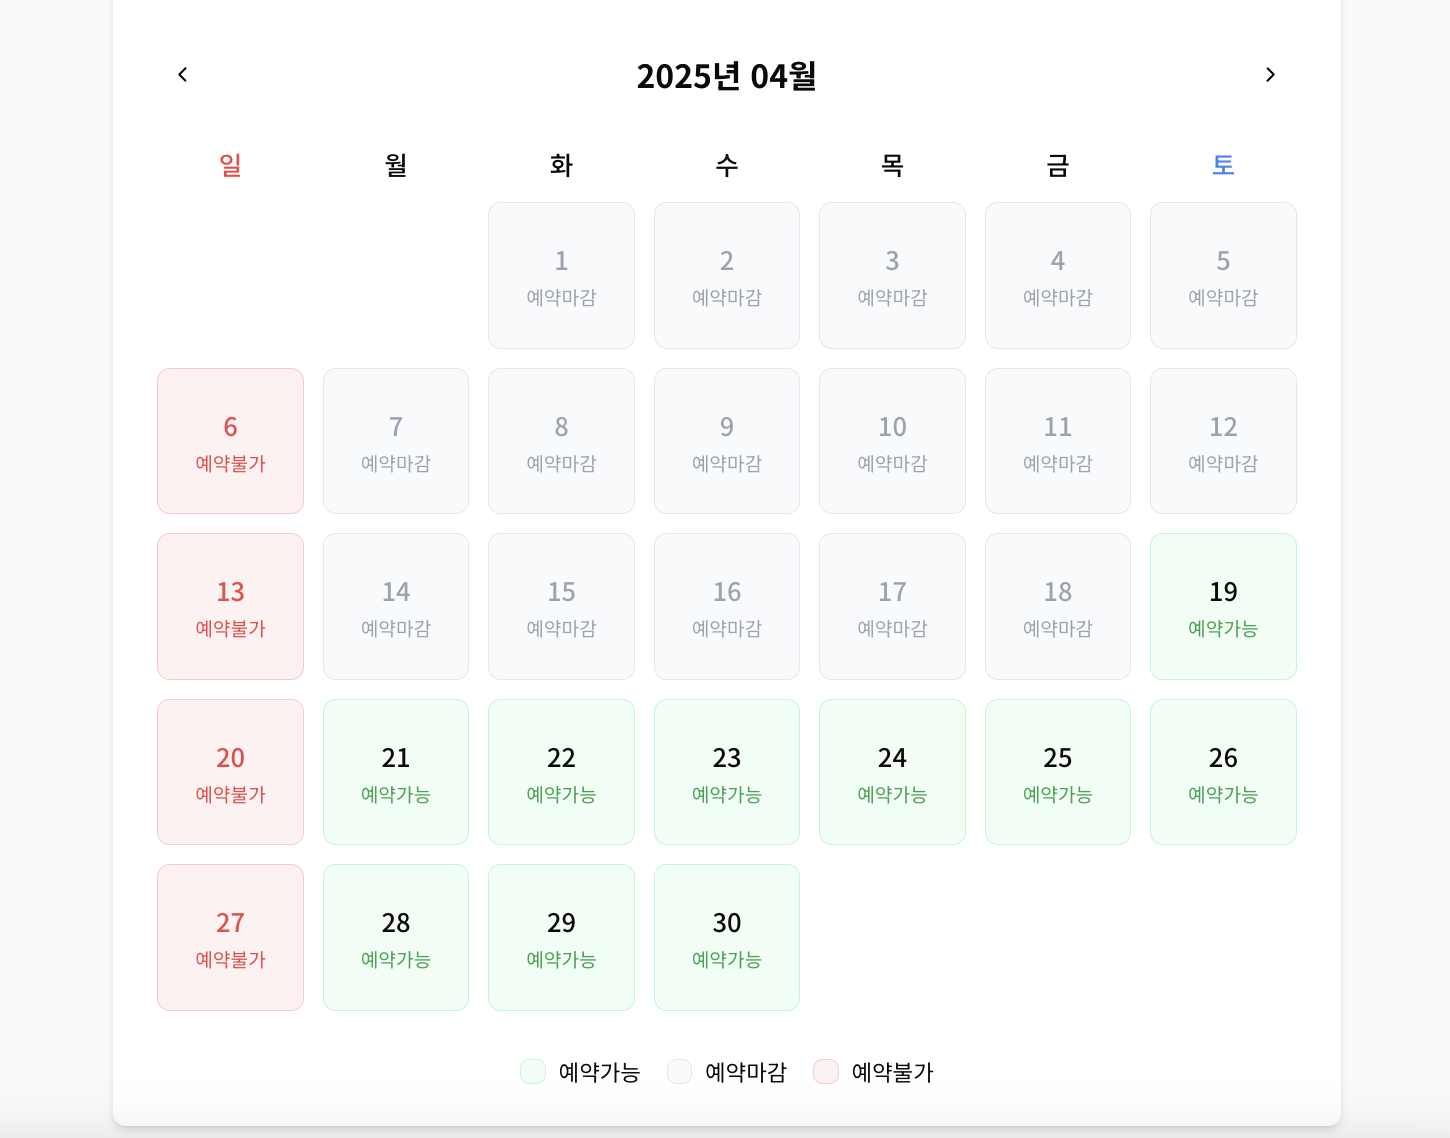 2025년 04월
일 월 화 수 목 금 토
1 2 3 4 5
예약마감 예약마감 예약마감 예약마감 예약마감
6 7 8 9 10 11 12
예약불가 예약마감 예약마감 예약마감 예약마감 예약마감 예약마감
13 14 15 16 17 18 19
예약불가 예약마감 예약마감 예약마감 예약마감 예약마감 예약가능
20 21 22 23 24 25 26
예약불가 예약가능 예약가능 예약가능 예약가능 예약가능 예약가능
27 28 29 30
예약불가 예약가능 예약가능 예약가능
예약가능 예약마감 예약불가